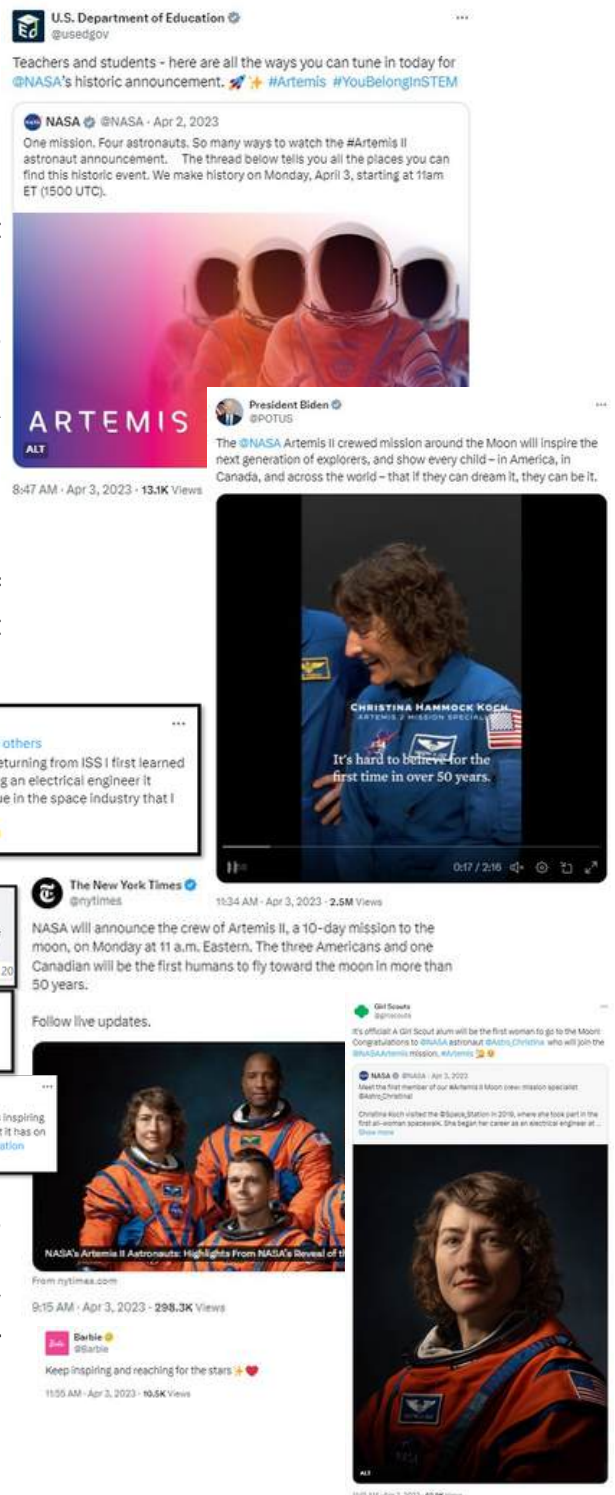 U.S. Department of Education
@usedgov
Teachers and students - here are all the ways you can tune in today for
@NASA's historic announcement. 🚀✨ #Artemis #YouBelongInSTEM
NASA @NASA · Apr 2, 2023
One mission. Four astronauts. So many ways to watch the #Artemis II
astronaut announcement. The thread below tells you all the places you can
find this historic event. We make history on Monday, April 3, starting at 11am
ET (1500 UTC).
ARTEMIS
ALT
8:47 AM · Apr 3, 2023 · 13.1K Views
President Biden
@POTUS
The @NASA Artemis II crewed mission around the Moon will inspire the
next generation of explorers, and show every child – in America, in
Canada, and across the world – that if they can dream it, they can be it.
CHRISTINA HAMMOCK KOCH
ARTEMIS 2 MISSION SPECIALIST
It's hard to believe for the
first time in over 50 years.
0:17 / 2:16
11:34 AM · Apr 3, 2023 · 2.5M Views
others
eturning from ISS I first learned
g an electrical engineer it
ue in the space industry that I
20
inspiring
t it has on
ation
The New York Times
@nytimes
NASA will announce the crew of Artemis II, a 10-day mission to the
moon, on Monday at 11 a.m. Eastern. The three Americans and one
Canadian will be the first humans to fly toward the moon in more than
50 years.
Follow live updates.
NASA's Artemis II Astronauts: Highlights From NASA's Reveal of th
From nytimes.com
9:15 AM · Apr 3, 2023 · 298.3K Views
Barbie
@Barbie
Keep inspiring and reaching for the stars ✨❤️
11:55 AM · Apr 3, 2023 · 10.5K Views
Girl Scouts
@girlscouts
It's official! A Girl Scout alum will be the first woman to go to the Moon!
Congratulations to @NASA astronaut @Astro_Christina who will join the
@NASAArtemis mission. #Artemis
NASA @NASA · Apr 3, 2023
Meet the first member of our #Artemis II Moon crew: mission specialist
@Astro_Christina!
Christina Koch visited the @Space_Station in 2019, where she took part in the
first all-woman spacewalk. She began her career as an electrical engineer at ...
Show more
ALT